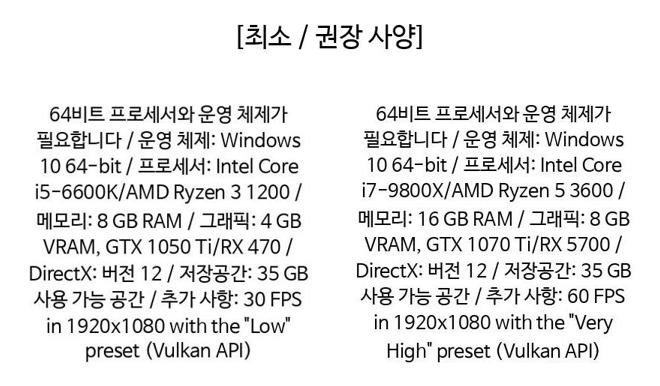 [최소 / 권장 사양]
64비트 프로세서와 운영 체제가
필요합니다 / 운영 체제: Windows
10 64-bit / 프로세서: Intel Core
i5-6600K/AMD Ryzen 3 1200 /
메모리: 8 GB RAM / 그래픽: 4 GB
VRAM, GTX 1050 Ti/RX 470 /
DirectX: 버전 12 / 저장공간: 35 GB
사용 가능 공간 / 추가 사항: 30 FPS
in 1920x1080 with the "Low"
preset (Vulkan API)
64비트 프로세서와 운영 체제가
필요합니다 / 운영 체제: Windows
10 64-bit / 프로세서: Intel Core
i7-9800X/AMD Ryzen 5 3600 /
메모리: 16 GB RAM / 그래픽: 8 GB
VRAM, GTX 1070 Ti/RX 5700 /
DirectX: 버전 12 / 저장공간: 35 GB
사용 가능 공간 / 추가 사항: 60 FPS
in 1920x1080 with the "Very
High" preset (Vulkan API)